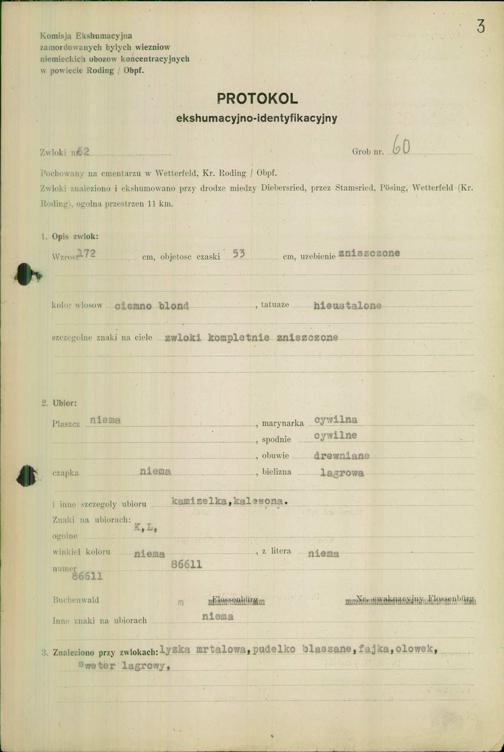 3
Komisja Ekshumacyjna
zamordowanych byłych wiezniow
niemieckich obozow koncentracyjnych
w powiecie Roding / Obpf.
PROTOKOL
ekshumacyjno-identyfikacyjny
Zwloki nr 62 Grob nr. 60
Pochowany na cmentarzu w Wetterfeld, Kr. Roding / Obpf.
Zwloki znaleziono i ekshumowano przy drodze miedzy Diebersried, przez Stamsried, Pösing, Wetterfeld (Kr.
Roding), ogolna przestrzen 11 km.
1. Opis zwlok:
Wzrost 172 cm, objetosc czaski 53 cm, uzebienie zniszczone
kolor wlosow ciemno blond , tatuaze nieustalone
szczegolne znaki na ciele zwloki kompletnie zniszczone
2. Ubior:
Plaszcz niema , marynarka cywilna
, spodnie cywilne
, obuwie drewniane
czapka niema , bielizna lagrowa
i inne szczegoly ubioru kamizelka,kalesona.
Znaki na ubiorach: K,L,
ogolne
winkiel koloru niema , z litera niema
numer 86611
86611
Buchenwald m Flossenbürg Nr. ewakuacyjny Flossenbürg
Inne znaki na ubiorach niema
3. Znaleziono przy zwlokach: lyzka mrtalowa,pudelko blaszane,fajka,olowek,
sweter lagrowy,